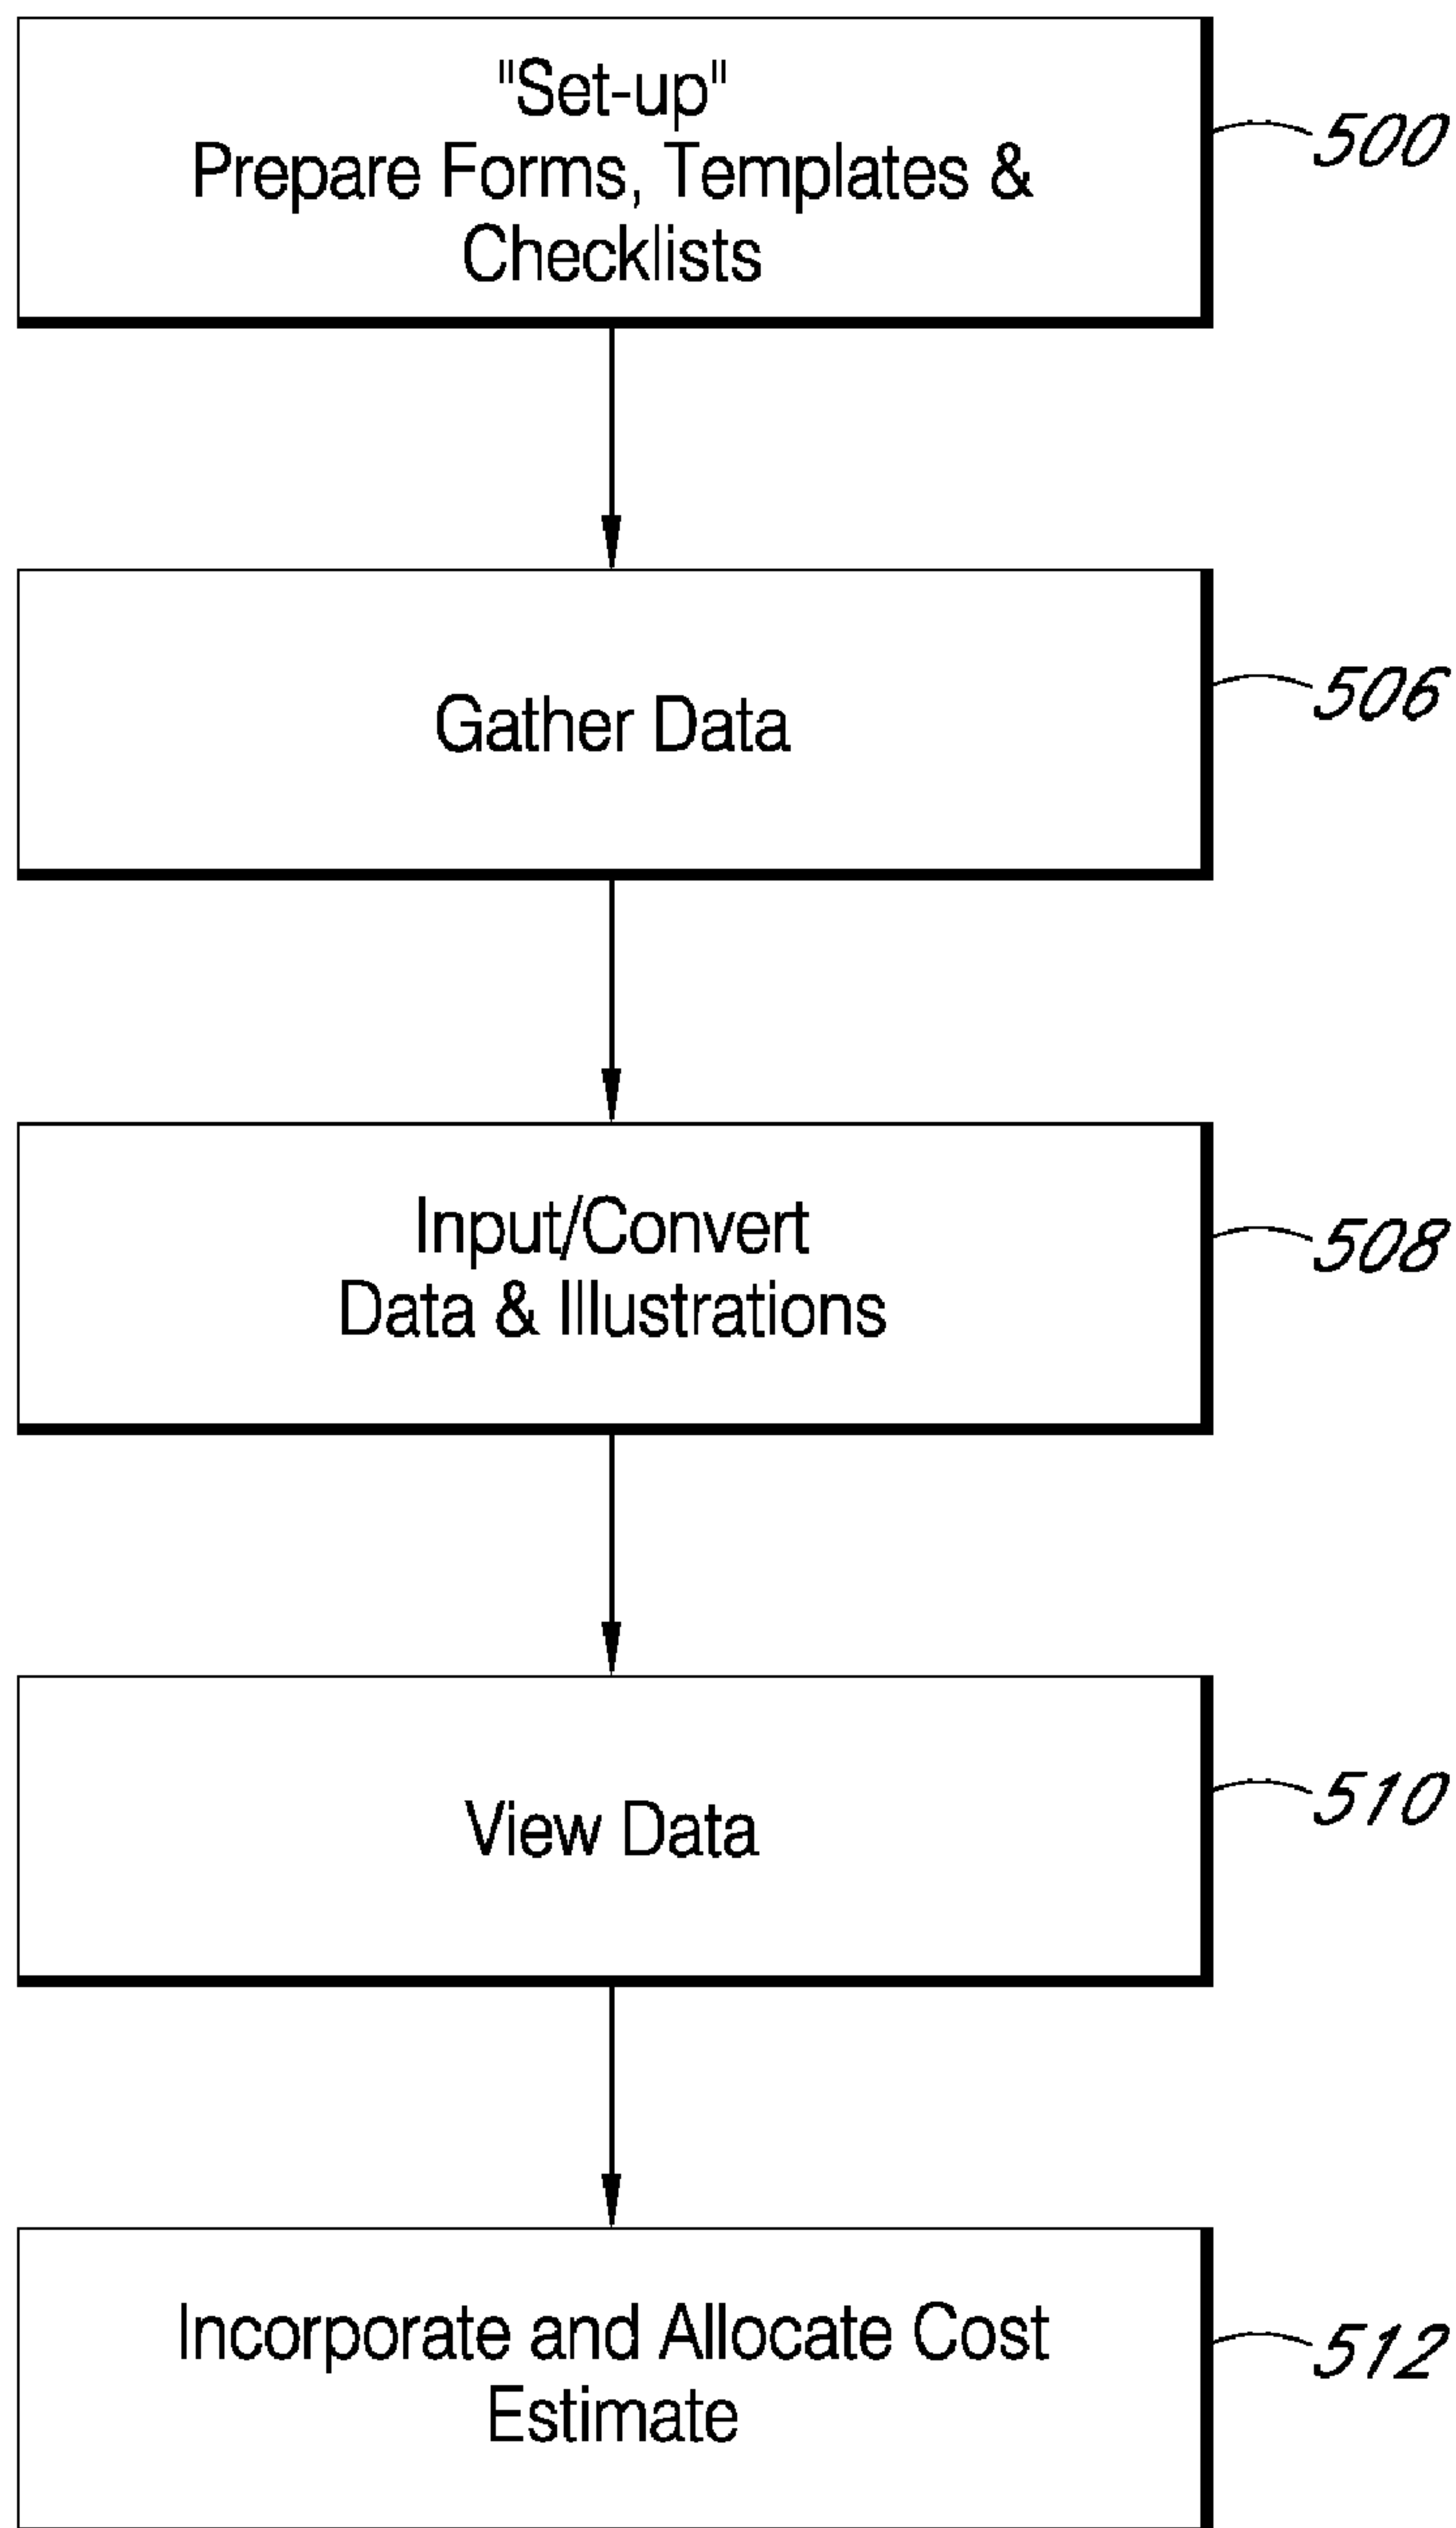 "Set-up"
Prepare Forms, Templates &
Checklists
500
Gather Data
506
Input/Convert
Data & Illustrations
508
View Data
510
Incorporate and Allocate Cost
Estimate
512